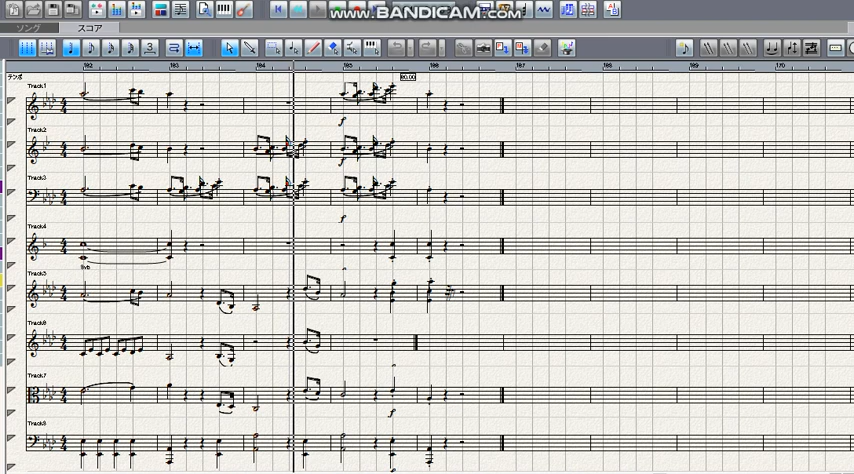 www.BANDICAM.com
ソング
スコア
162
163
164
165
166
167
168
169
170
テンポ
80.00
Track1
f
Track2
f
Track3
f
Track4
8vb
Track5
Track6
Track7
f
Track8